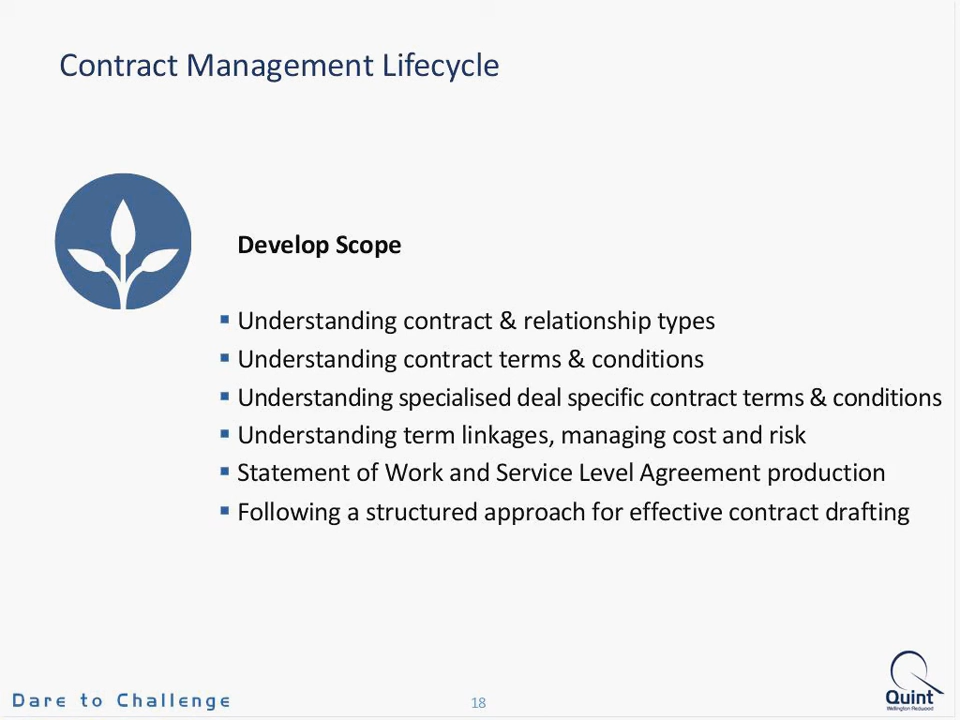 Contract Management Lifecycle
Develop Scope
Understanding contract & relationship types
Understanding contract terms & conditions
Understanding specialised deal specific contract terms & conditions
Understanding term linkages, managing cost and risk
Statement of Work and Service Level Agreement production
Following a structured approach for effective contract drafting
Dare to Challenge
18
Quint
Wellington Redwood